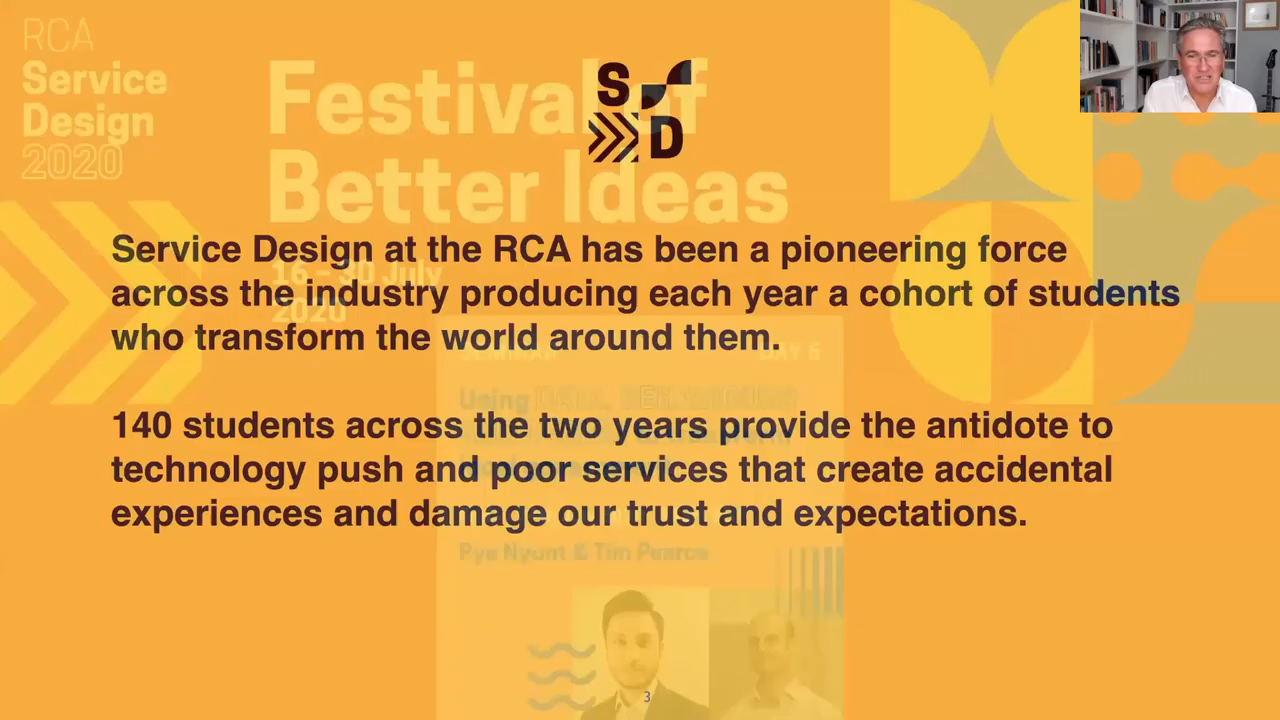 RCA
Service
Design
2020
Festival of
Better Ideas
S
D
Service Design at the RCA has been a pioneering force
across the industry producing each year a cohort of students
who transform the world around them.
16 – 30 July
2020
SEMINAR
DAY 6
Using
140 students across the two years provide the antidote to
technology push and poor services that create accidental
experiences and damage our trust and expectations.
Pye Nyunt & Tim Pearce
3